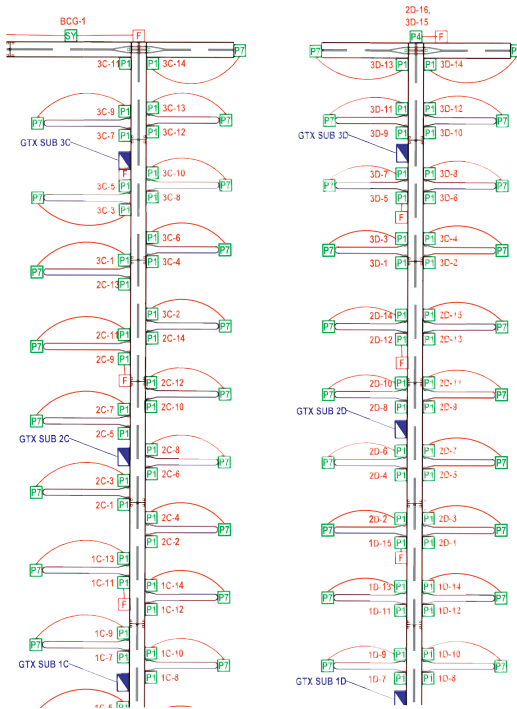 BCG-1
SY
F
P7
3C-11 P1 P1 3C-14
3C-9 P1 P1 3C-13
P7 P7
3C-7 P1 P1 3C-12
GTX SUB 3C
F
3C-5 P1 P1 3C-10
P7 P7
3C-3 P1 P1 3C-8
P1 3C-6
3C-1 P1 P1 3C-4
P7 P7
2C-13 P1
P1 3C-2
P7
2C-11 P1 P1 2C-14
P7
2C-9 P1
F
P1 2C-12
P7
2C-7 P1 P1 2C-10
P7
2C-5 P1
GTX SUB 2C
P1 2C-8
P7
2C-3 P1 P1 2C-6
P7
2C-1 P1 P1 2C-4
P7
P1 2C-2
1C-13 P1
P7
1C-11 P1 P1 1C-14
P7
F
P1 1C-12
1C-9 P1
P7
1C-7 P1 P1 1C-10
P7
GTX SUB 1C
P1 1C-8
1C-5 P1
2D-16,
3D-15
P4 F
P7 P7
3D-13 P1 P1 3D-14
3D-11 P1 P1 3D-12
P7 P7
3D-9 P1 P1 3D-10
GTX SUB 3D
3D-7 P1 P1 3D-8
P7 P7
3D-5 P1 P1 3D-6
F
3D-3 P1 P1 3D-4
P7 P7
3D-1 P1 P1 3D-2
2D-14 P1 P1 2D-15
P7 P7
2D-12 P1 P1 2D-13
F
2D-10 P1 P1 2D-11
P7 P7
2D-8 P1 P1 2D-9
GTX SUB 2D
2D-6 P1 P1 2D-7
P7 P7
2D-4 P1 P1 2D-5
2D-2 P1 P1 2D-3
P7 P7
1D-15 P1 P1 2D-1
F
1D-13 P1 P1 1D-14
P7 P7
1D-11 P1 P1 1D-12
1D-9 P1 P1 1D-10
P7 P7
1D-7 P1 P1 1D-8
GTX SUB 1D